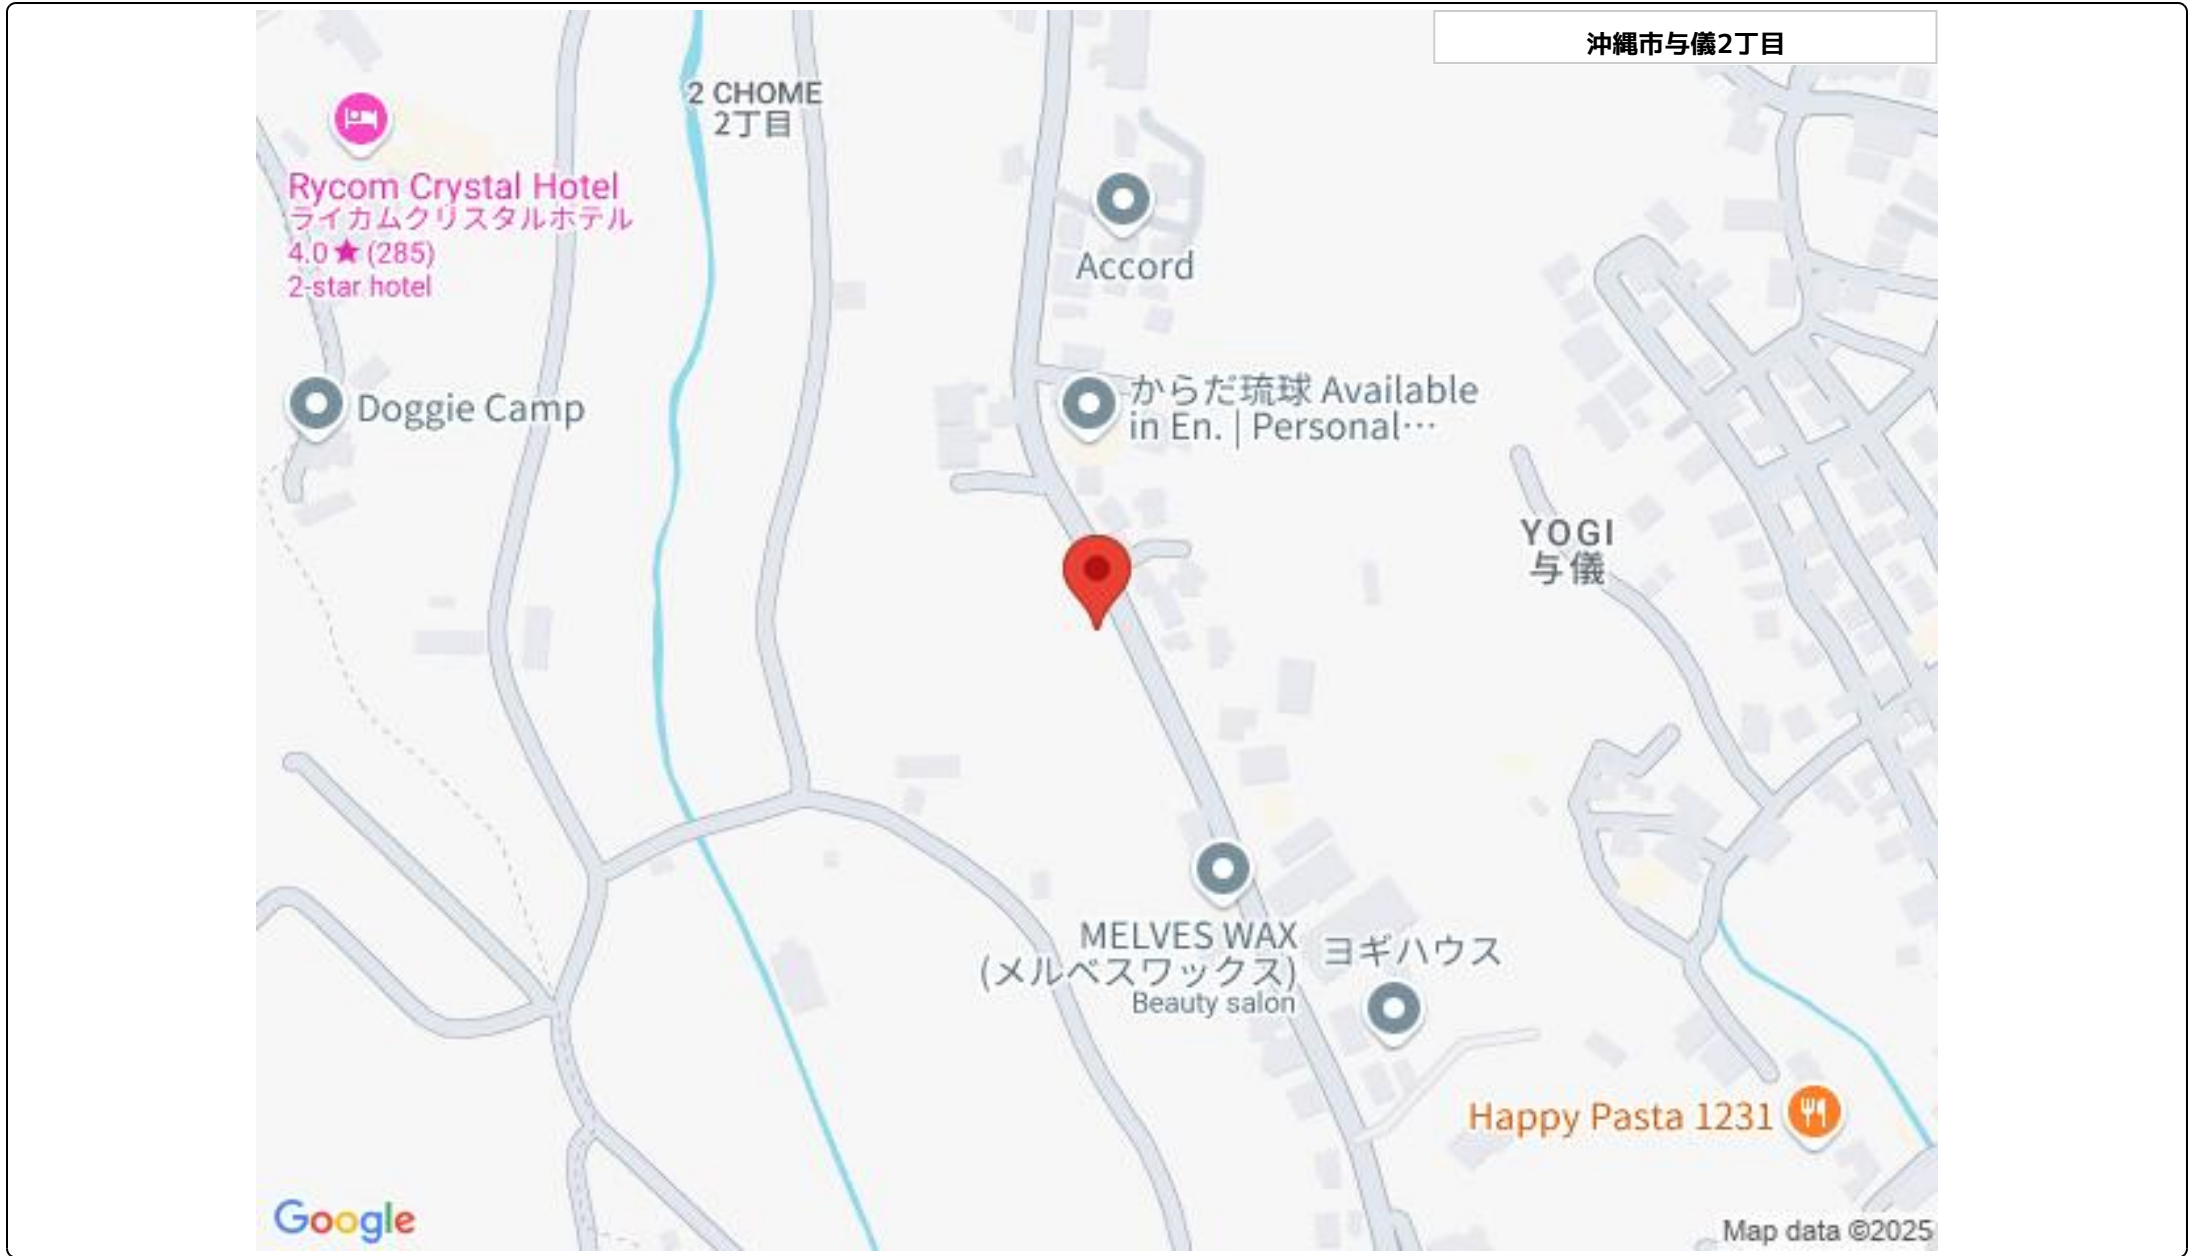 沖縄市与儀2丁目
2 CHOME
2丁目
Rycom Crystal Hotel
ライカムクリスタルホテル
4.0★(285)
2-star hotel
Accord
Doggie Camp
からだ琉球 Available
in En. | Personal…
YOGI
与儀
MELVES WAX
(メルベスワックス)
Beauty salon
ヨギハウス
Happy Pasta 1231
Google
Map data ©2025